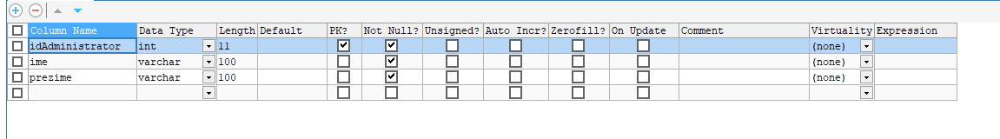 Column Name Data Type Length Default PK? Not Null? Unsigned? Auto Incr? Zerofill? On Update Comment Virtuality Expression
idAdministrator int 11 (none)
ime varchar 100 (none)
prezime varchar 100 (none)